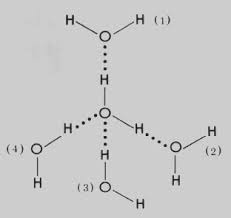 H H (1)
O
H
O
H H H
(4) O O (2)
H
H H
(3) O
H